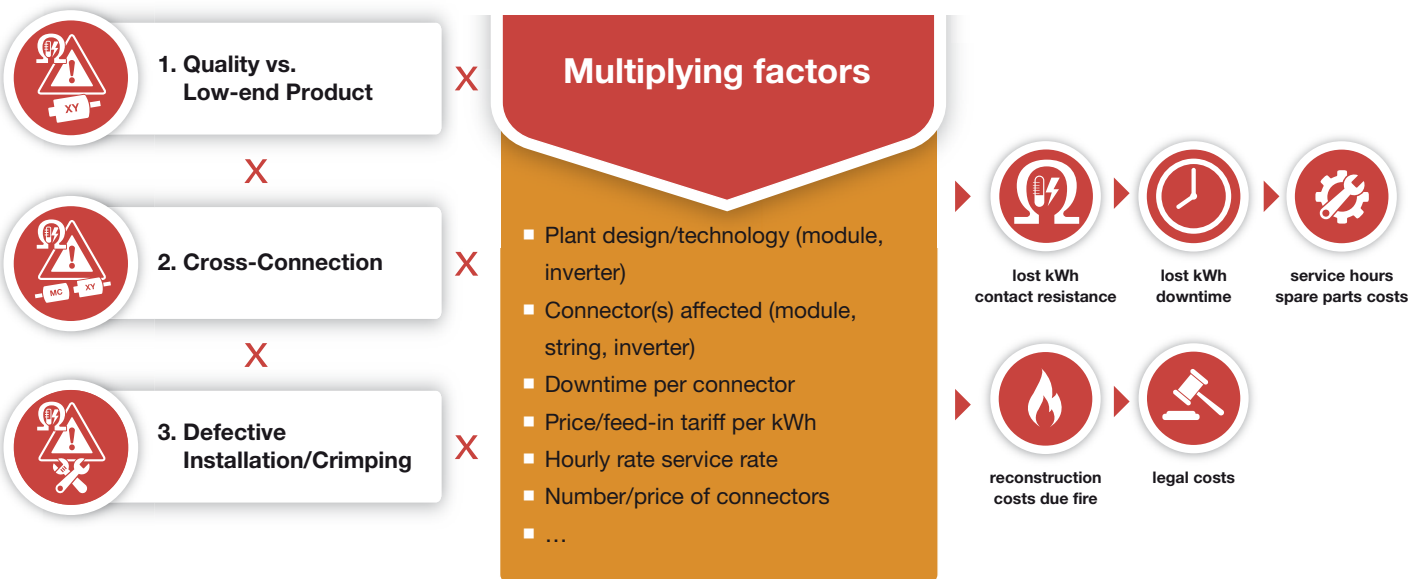 1. Quality vs.
Low-end Product
XY
X
X
2. Cross-Connection
MC
XY
X
X
3. Defective
Installation/Crimping
X
Multiplying factors
Plant design/technology (module,
inverter)
Connector(s) affected (module,
string, inverter)
Downtime per connector
Price/feed-in tariff per kWh
Hourly rate service rate
Number/price of connectors
…
Ω
lost kWh
contact resistance
lost kWh
downtime
service hours
spare parts costs
reconstruction
costs due fire
legal costs